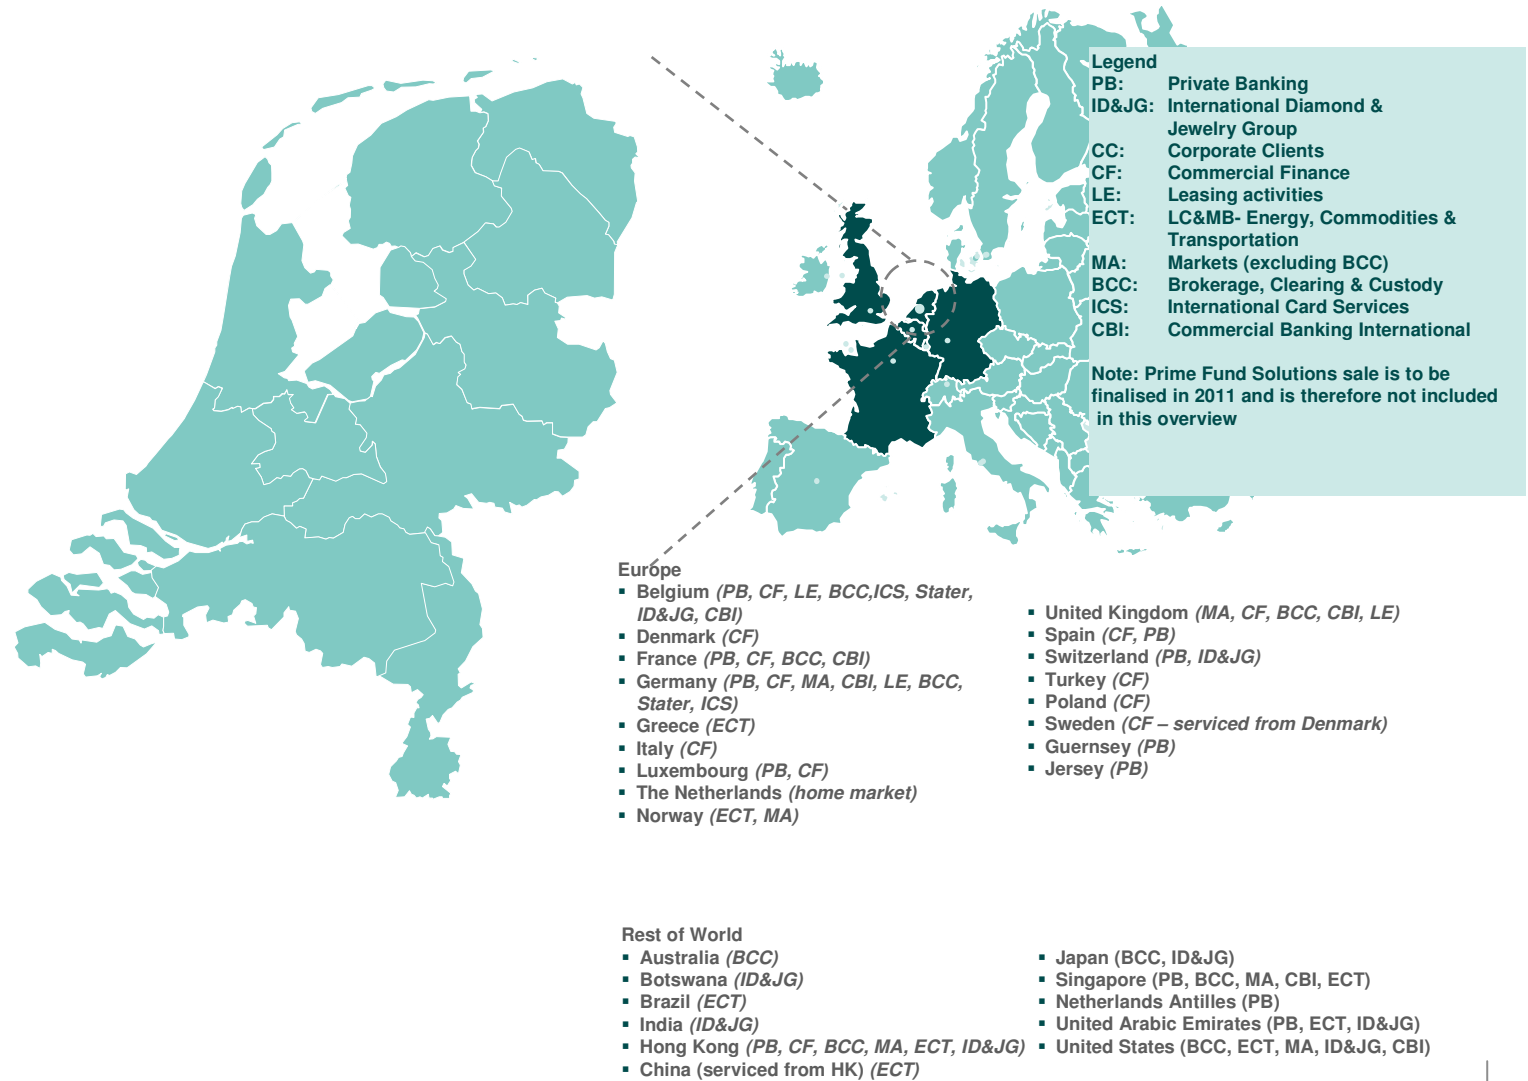 Legend
PB: Private Banking
ID&JG: International Diamond &
Jewelry Group
CC: Corporate Clients
CF: Commercial Finance
LE: Leasing activities
ECT: LC&MB- Energy, Commodities &
Transportation
MA: Markets (excluding BCC)
BCC: Brokerage, Clearing & Custody
ICS: International Card Services
CBI: Commercial Banking International
Note: Prime Fund Solutions sale is to be
finalised in 2011 and is therefore not included
in this overview
Europe
▪ Belgium (PB, CF, LE, BCC,ICS, Stater,
ID&JG, CBI)
▪ Denmark (CF)
▪ France (PB, CF, BCC, CBI)
▪ Germany (PB, CF, MA, CBI, LE, BCC,
Stater, ICS)
▪ Greece (ECT)
▪ Italy (CF)
▪ Luxembourg (PB, CF)
▪ The Netherlands (home market)
▪ Norway (ECT, MA)
▪ United Kingdom (MA, CF, BCC, CBI, LE)
▪ Spain (CF, PB)
▪ Switzerland (PB, ID&JG)
▪ Turkey (CF)
▪ Poland (CF)
▪ Sweden (CF – serviced from Denmark)
▪ Guernsey (PB)
▪ Jersey (PB)
Rest of World
▪ Australia (BCC)
▪ Botswana (ID&JG)
▪ Brazil (ECT)
▪ India (ID&JG)
▪ Hong Kong (PB, CF, BCC, MA, ECT, ID&JG)
▪ China (serviced from HK) (ECT)
▪ Japan (BCC, ID&JG)
▪ Singapore (PB, BCC, MA, CBI, ECT)
▪ Netherlands Antilles (PB)
▪ United Arabic Emirates (PB, ECT, ID&JG)
▪ United States (BCC, ECT, MA, ID&JG, CBI)